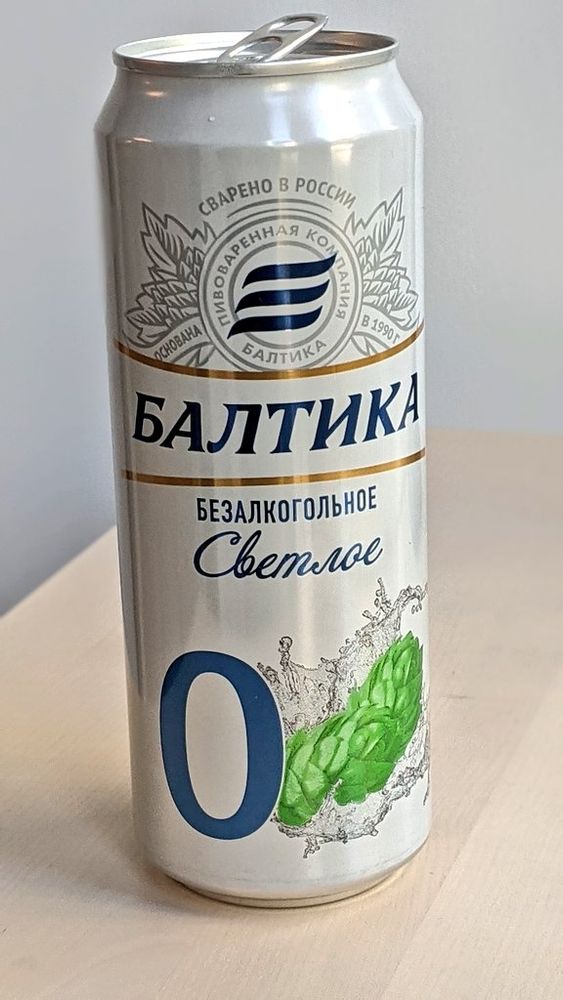 СВАРЕНО В РОССИИ
ПИВОВАРЕННАЯ КОМПАНИЯ
БАЛТИКА
ОСНОВАНА В 1990 Г
БАЛТИКА
БЕЗАЛКОГОЛЬНОЕ
Светлое
0